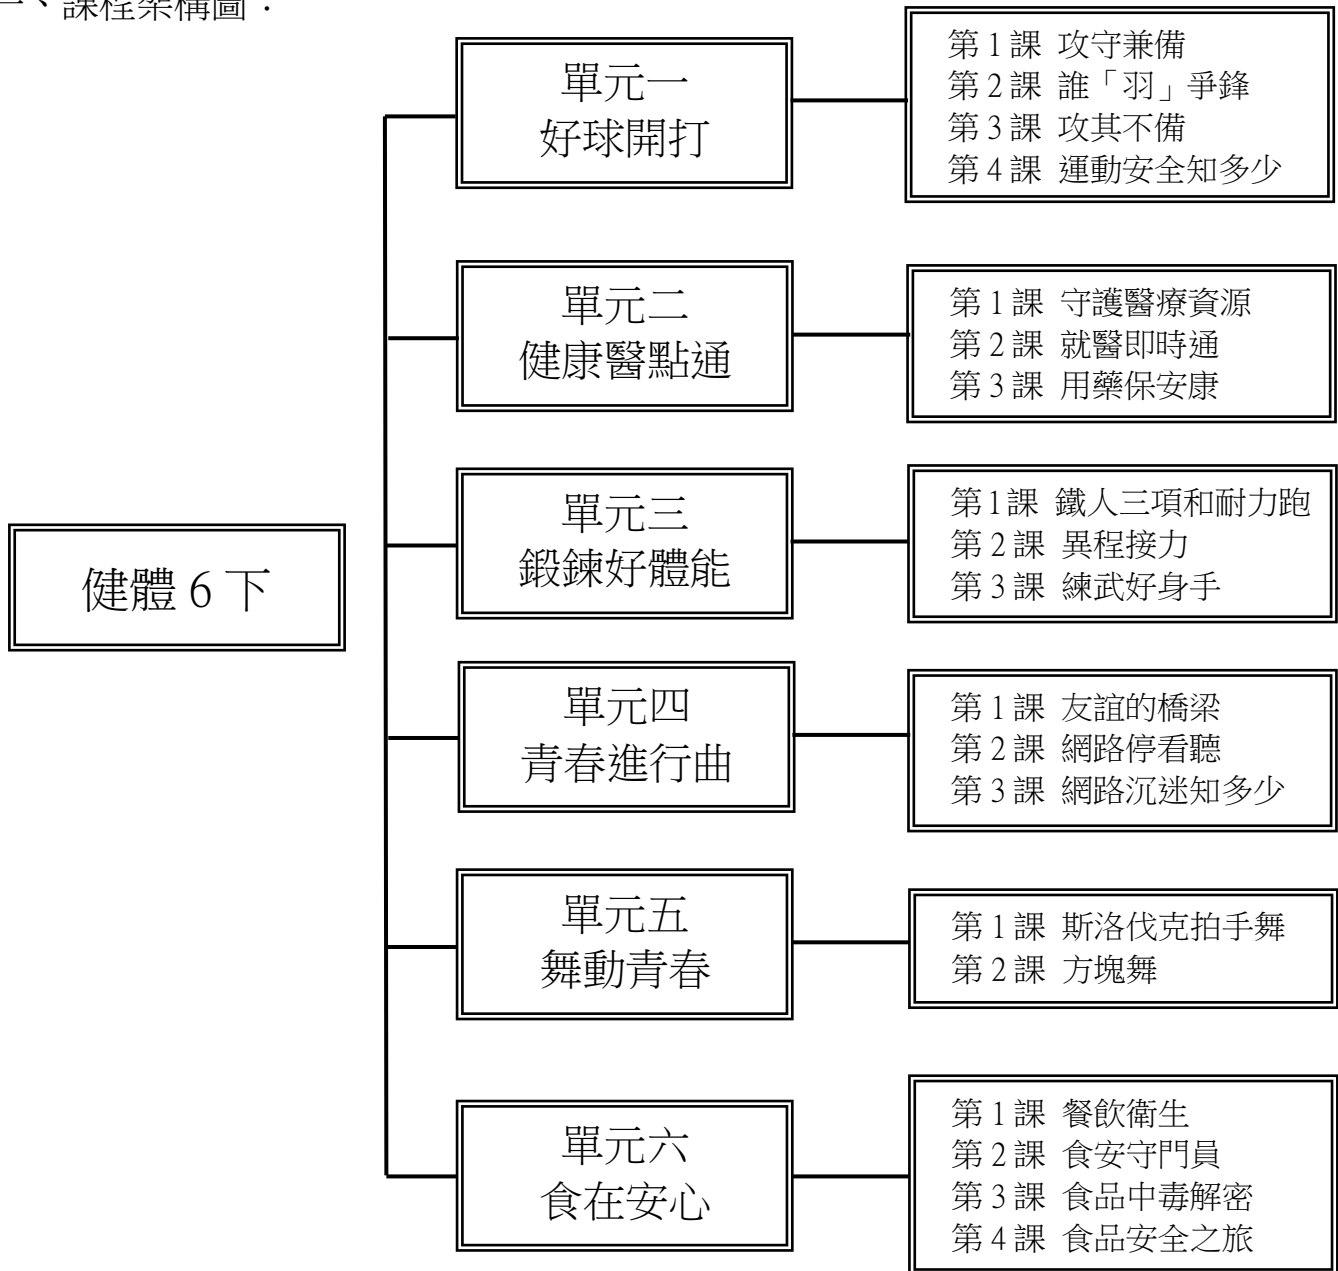 、課程架構圖：
健體 6 下
單元一
好球開打
第 1 課 攻守兼備
第 2 課 誰「羽」爭鋒
第 3 課 攻其不備
第 4 課 運動安全知多少
單元二
健康醫點通
第 1 課 守護醫療資源
第 2 課 就醫即時通
第 3 課 用藥保安康
單元三
鍛鍊好體能
第 1 課 鐵人三項和耐力跑
第 2 課 異程接力
第 3 課 練武好身手
單元四
青春進行曲
第 1 課 友誼的橋梁
第 2 課 網路停看聽
第 3 課 網路沉迷知多少
單元五
舞動青春
第 1 課 斯洛伐克拍手舞
第 2 課 方塊舞
單元六
食在安心
第 1 課 餐飲衛生
第 2 課 食安守門員
第 3 課 食品中毒解密
第 4 課 食品安全之旅